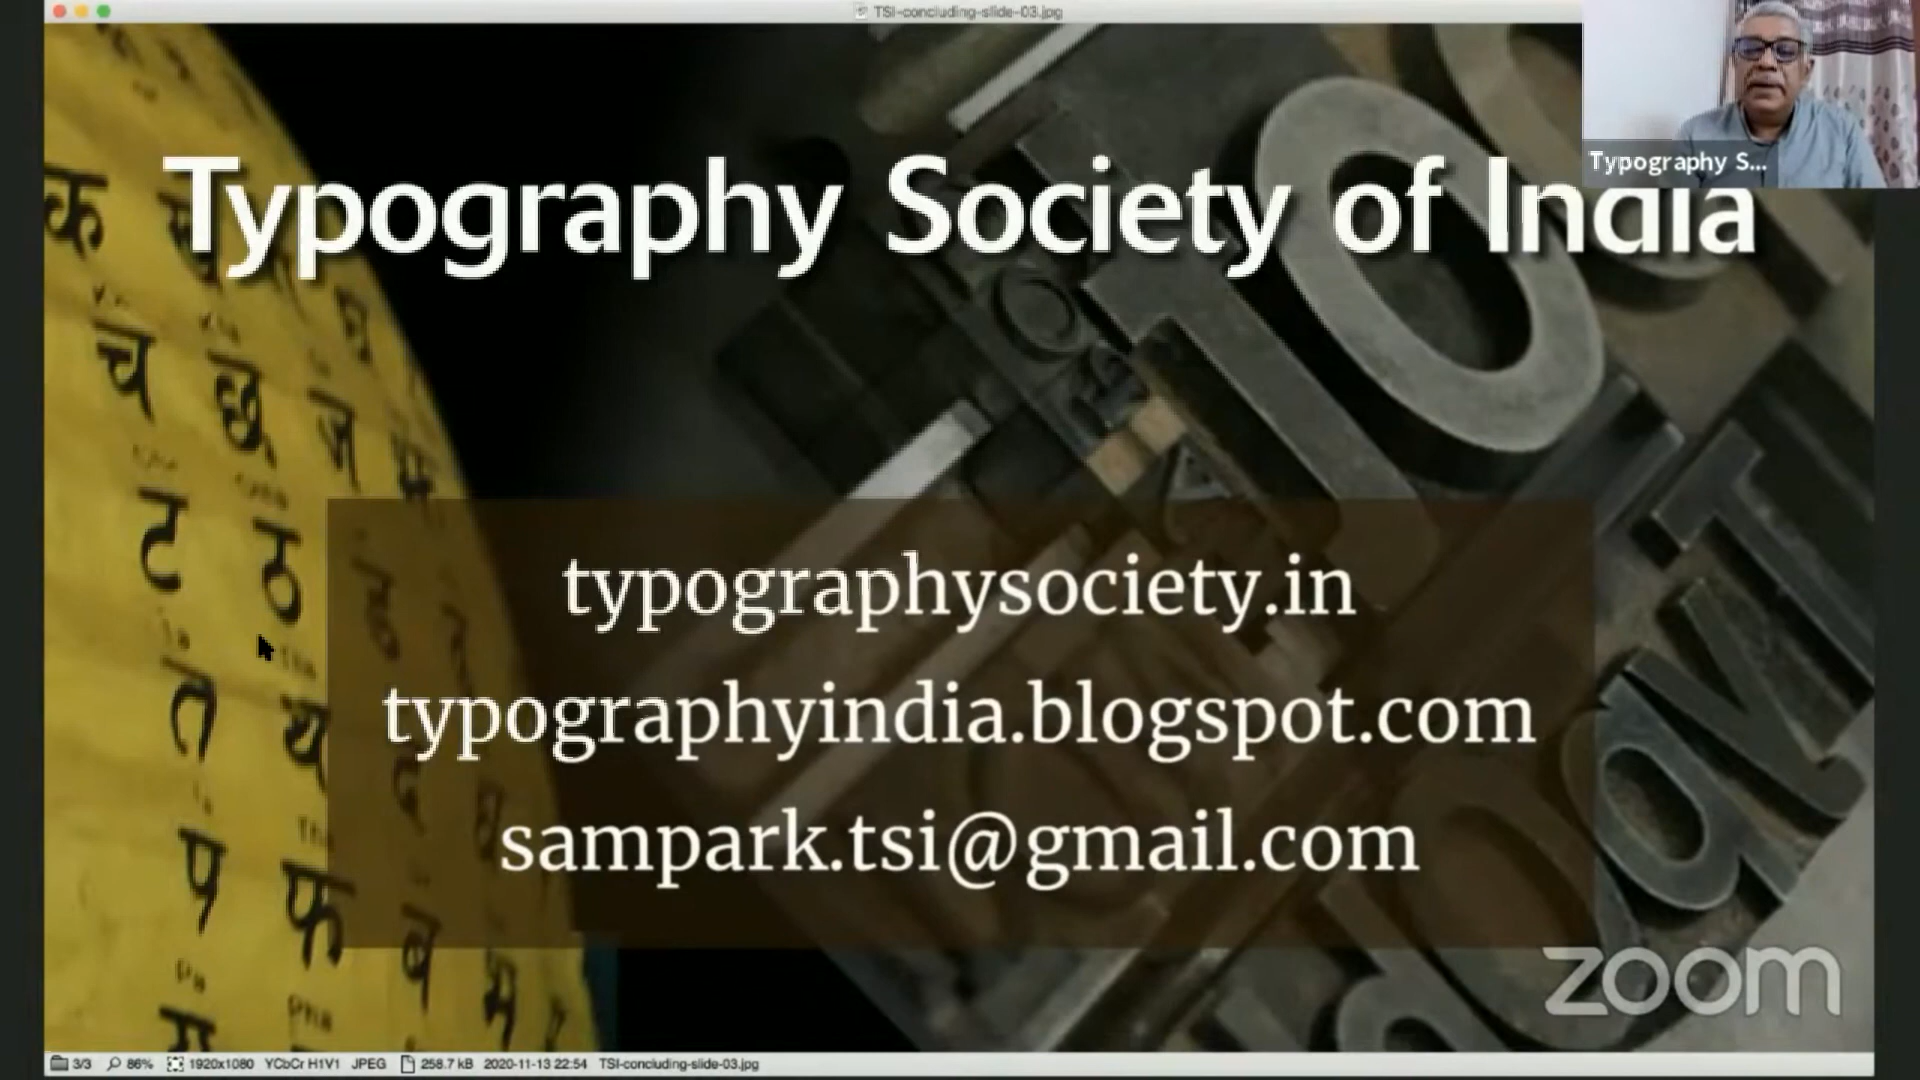 TSI-concluding-slide-03.jpg
Typography S...
Typography Society of India
क
च छ ज झ
ट ठ
त थ
प फ ब भ
typographysociety.in
typographyindia.blogspot.com
sampark.tsi@gmail.com
zoom
3/3 86% 1920x1080 YCbCr H1V1 JPEG 258.7 kB 2020-11-13 22:54 TSI-concluding-slide-03.jpg